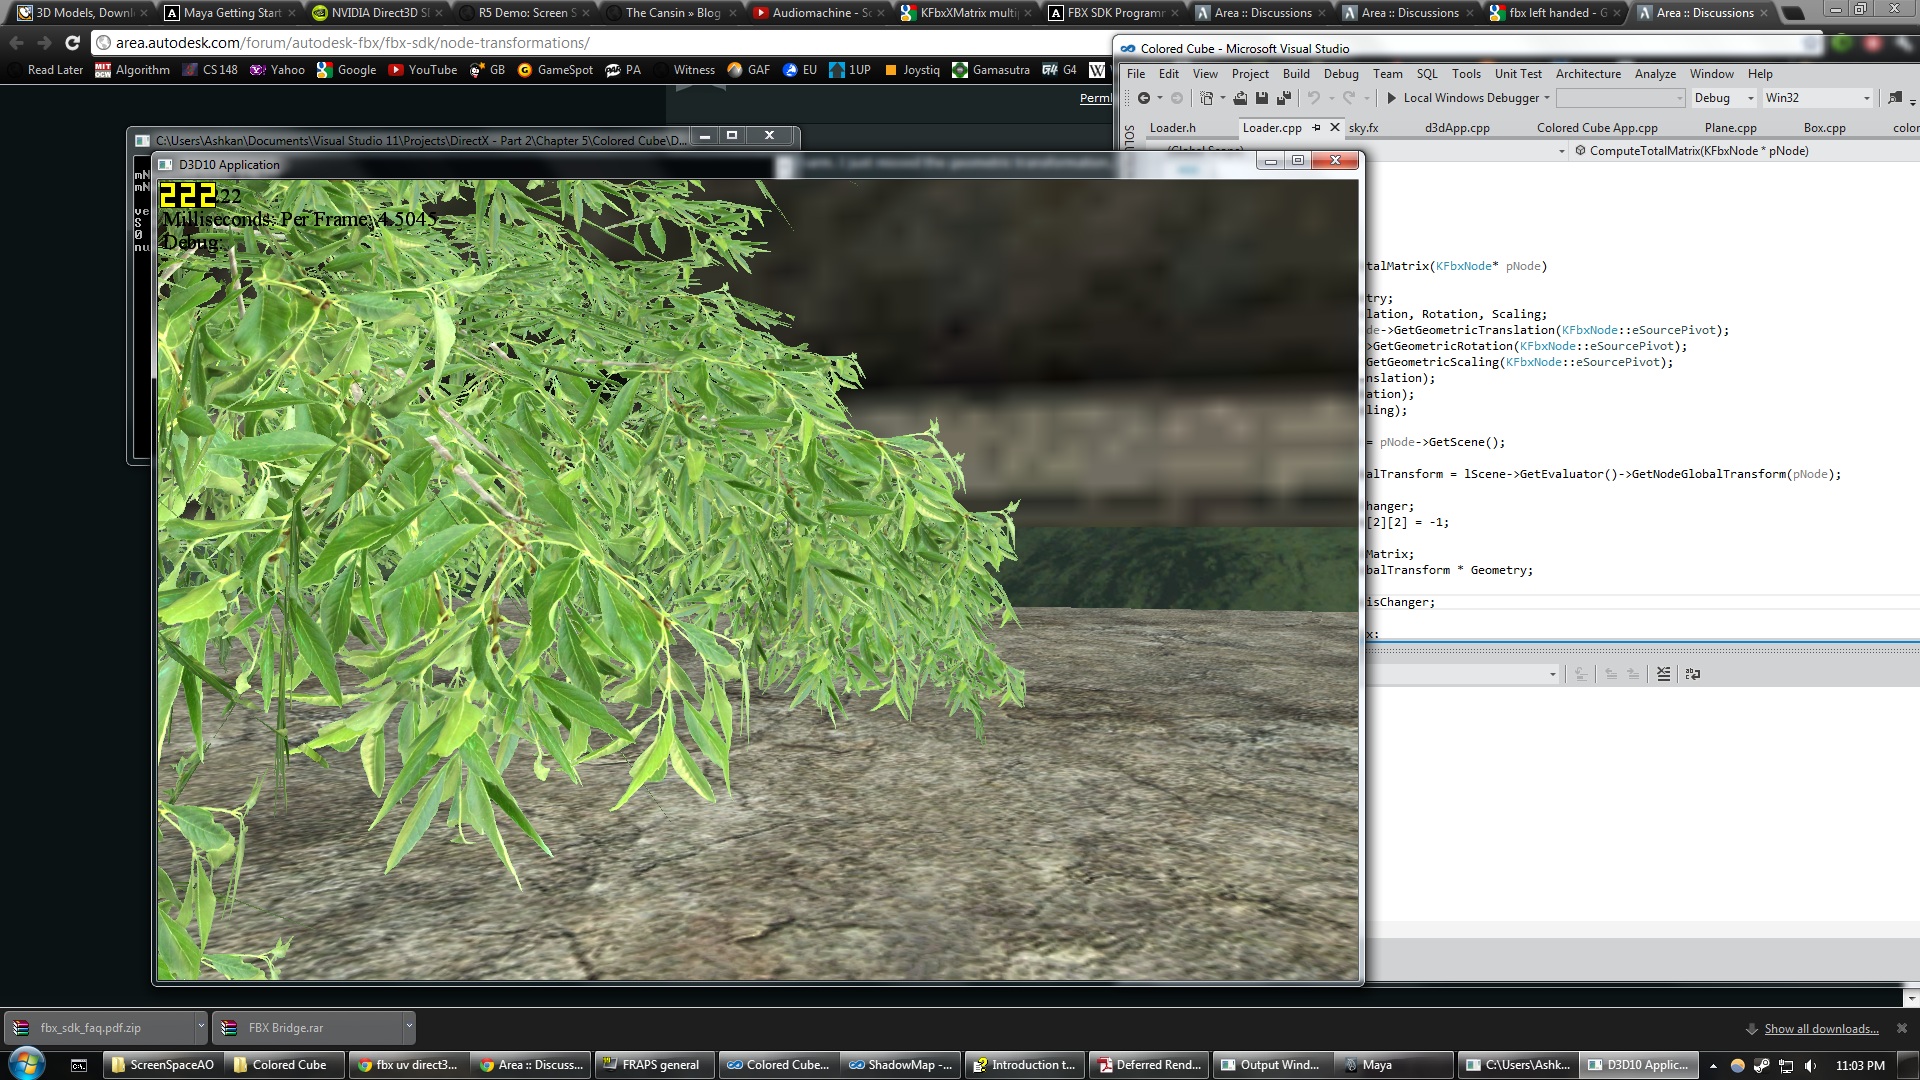 3D Models, Downl
Maya Getting Start
NVIDIA Direct3D S
R5 Demo: Screen S
The Cansin » Blog
Audiomachine - So
KFbxXMatrix multip
FBX SDK Programm
Area :: Discussions
Area :: Discussions
fbx left handed - G
Area :: Discussions
area.autodesk.com/forum/autodesk-fbx/fbx-sdk/node-transformations/
Read Later
Algorithm
CS 148
Yahoo
Google
YouTube
GB
GameSpot
PA
Witness
GAF
EU
1UP
Joystiq
Gamasutra
G4
Perml
Colored Cube - Microsoft Visual Studio
File Edit View Project Build Debug Team SQL Tools Unit Test Architecture Analyze Window Help
Local Windows Debugger
Debug
Win32
Loader.h
Loader.cpp
sky.fx
d3dApp.cpp
Colored Cube App.cpp
Plane.cpp
Box.cpp
color
ComputeTotalMatrix(KFbxNode * pNode)
C:\Users\Ashkan\Documents\Visual Studio 11\Projects\DirectX - Part 2\Chapter 5\Colored Cube\D...
D3D10 Application
222
22
Milliseconds: Per Frame: 4.5045
Debug:
talMatrix(KFbxNode* pNode)
try;
lation, Rotation, Scaling;
de->GetGeometricTranslation(KFbxNode::eSourcePivot);
>GetGeometricRotation(KFbxNode::eSourcePivot);
GetGeometricScaling(KFbxNode::eSourcePivot);
nslation);
ation);
ling);
= pNode->GetScene();
alTransform = lScene->GetEvaluator()->GetNodeGlobalTransform(pNode);
hanger;
[2][2] = -1;
Matrix;
balTransform * Geometry;
isChanger;
x;
fbx_sdk_faq.pdf.zip
FBX Bridge.rar
Show all downloads...
ScreenSpaceAO
Colored Cube
fbx uv direct3...
Area :: Discuss...
FRAPS general
Colored Cube...
ShadowMap -...
Introduction t...
Deferred Rend...
Output Wind...
Maya
C:\Users\Ashk...
D3D10 Applic...
11:03 PM